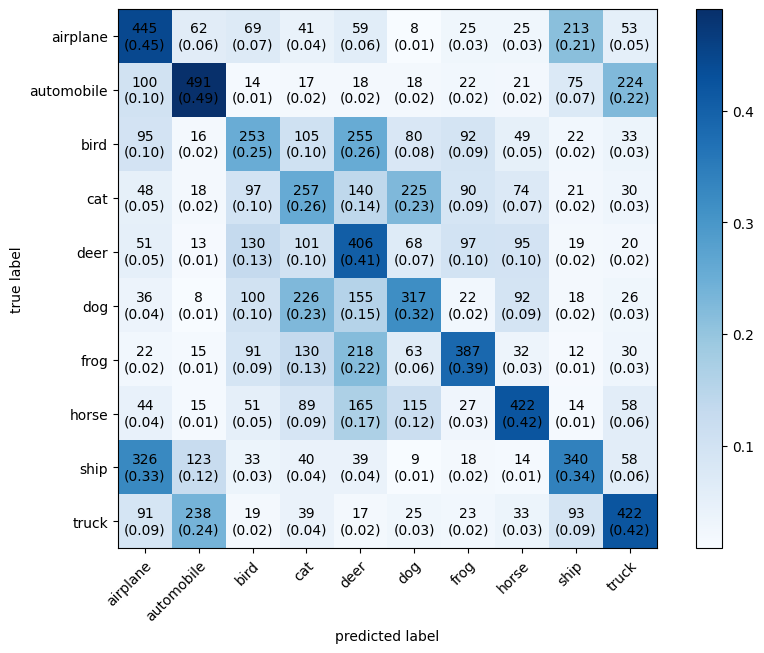 airplane 445 62 69 41 59 8 25 25 213 53
(0.45) (0.06) (0.07) (0.04) (0.06) (0.01) (0.03) (0.03) (0.21) (0.05)
automobile 100 491 14 17 18 18 22 21 75 224
(0.10) (0.49) (0.01) (0.02) (0.02) (0.02) (0.02) (0.02) (0.07) (0.22)
0.4
bird 95 16 253 105 255 80 92 49 22 33
(0.10) (0.02) (0.25) (0.10) (0.26) (0.08) (0.09) (0.05) (0.02) (0.03)
cat 48 18 97 257 140 225 90 74 21 30
(0.05) (0.02) (0.10) (0.26) (0.14) (0.23) (0.09) (0.07) (0.02) (0.03)
0.3
true label
deer 51 13 130 101 406 68 97 95 19 20
(0.05) (0.01) (0.13) (0.10) (0.41) (0.07) (0.10) (0.10) (0.02) (0.02)
dog 36 8 100 226 155 317 22 92 18 26
(0.04) (0.01) (0.10) (0.23) (0.15) (0.32) (0.02) (0.09) (0.02) (0.03)
0.2
frog 22 15 91 130 218 63 387 32 12 30
(0.02) (0.01) (0.09) (0.13) (0.22) (0.06) (0.39) (0.03) (0.01) (0.03)
horse 44 15 51 89 165 115 27 422 14 58
(0.04) (0.01) (0.05) (0.09) (0.17) (0.12) (0.03) (0.42) (0.01) (0.06)
0.1
ship 326 123 33 40 39 9 18 14 340 58
(0.33) (0.12) (0.03) (0.04) (0.04) (0.01) (0.02) (0.01) (0.34) (0.06)
truck 91 238 19 39 17 25 23 33 93 422
(0.09) (0.24) (0.02) (0.04) (0.02) (0.03) (0.02) (0.03) (0.09) (0.42)
airplane automobile bird cat deer dog frog horse ship truck
predicted label